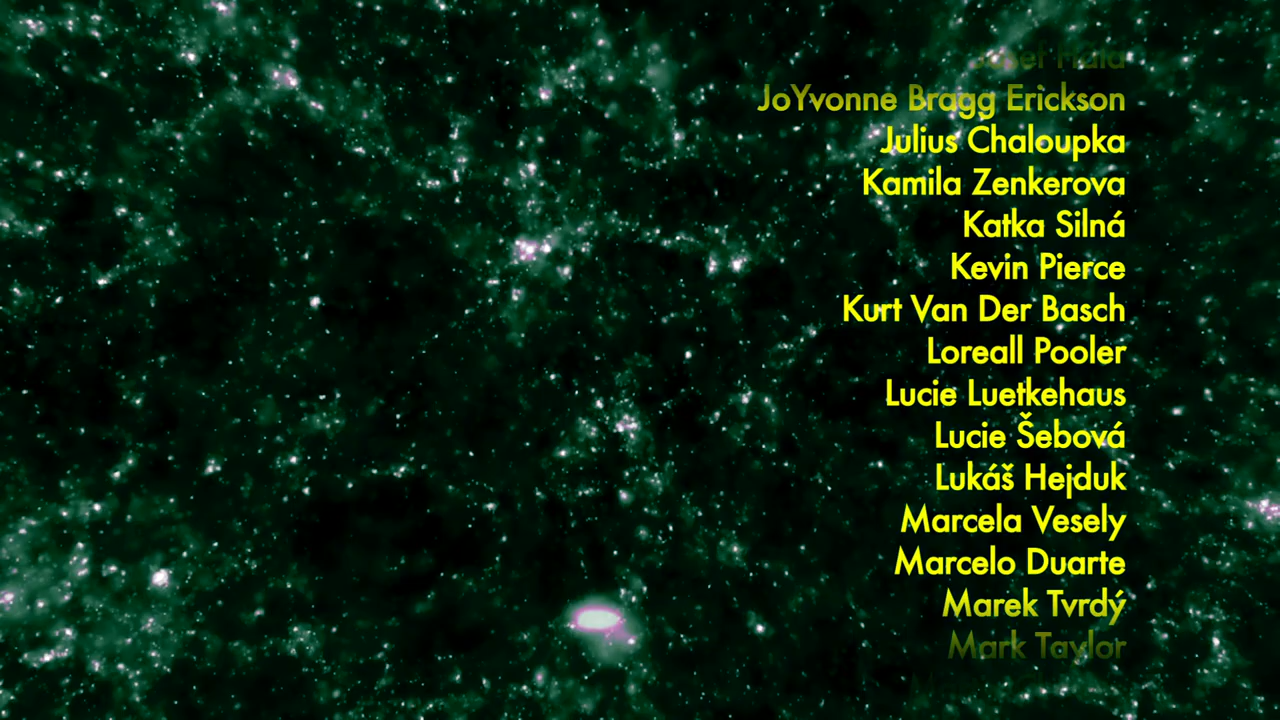 JoYvonne Bragg Erickson
Julius Chaloupka
Kamila Zenkerova
Katka Silná
Kevin Pierce
Kurt Van Der Basch
Loreall Pooler
Lucie Luetkehaus
Lucie Šebová
Lukáš Hejduk
Marcela Vesely
Marcelo Duarte
Marek Tvrdý
Mark Taylor